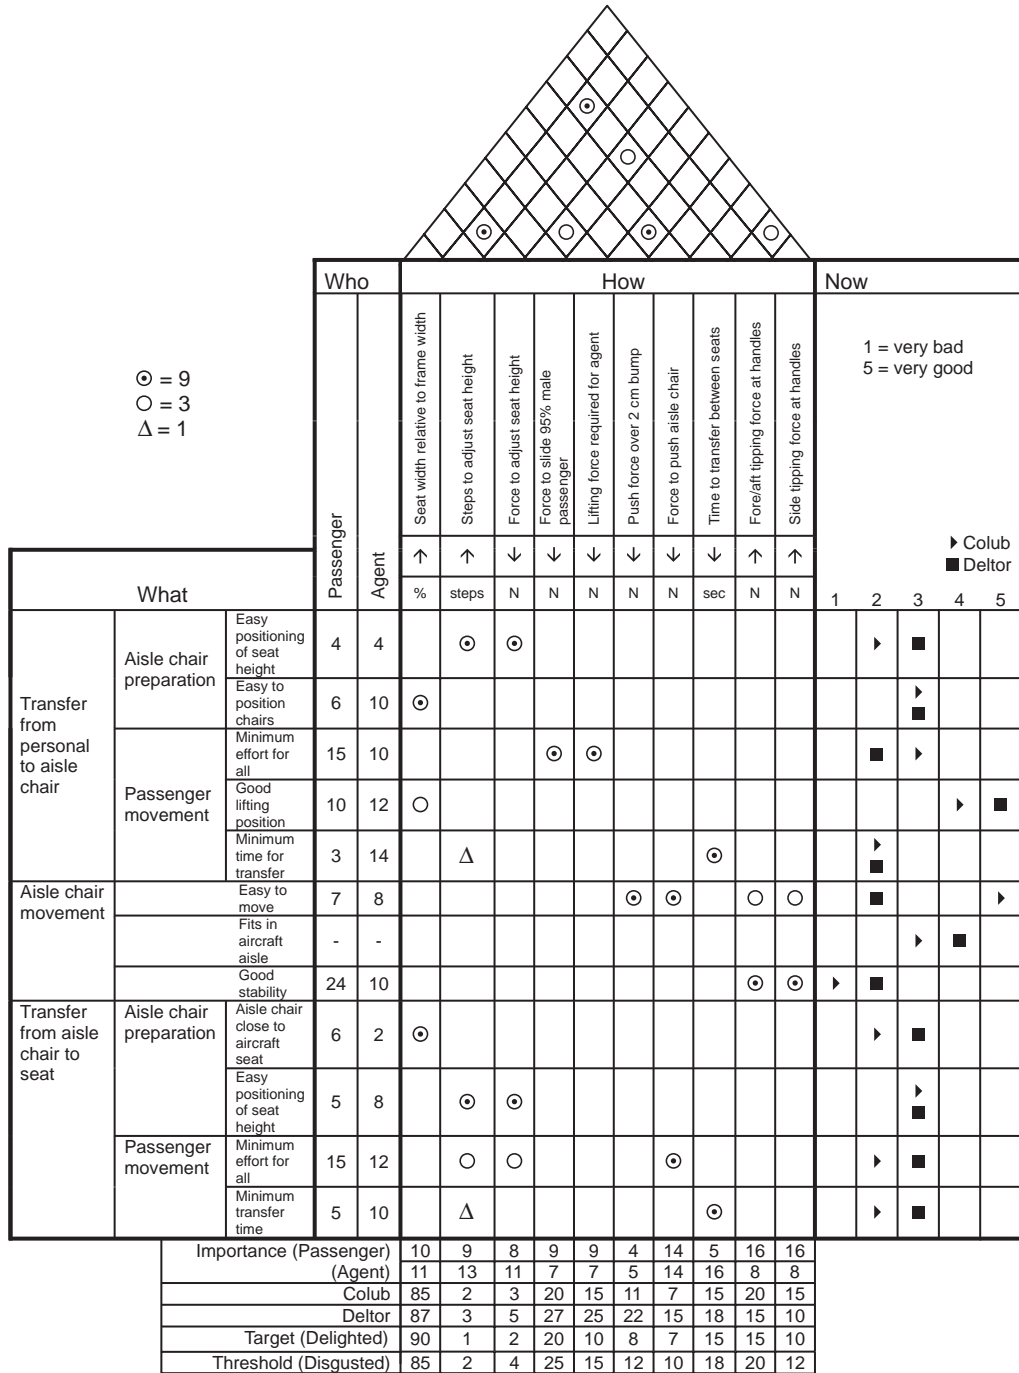 Who
How
Now
⊙ = 9
○ = 3
Δ = 1
Passenger
Agent
Seat width relative to frame width
Steps to adjust seat height
Force to adjust seat height
Force to slide 95% male
passenger
Lifting force required for agent
Push force over 2 cm bump
Force to push aisle chair
Time to transfer between seats
Fore/aft tipping force at handles
Side tipping force at handles
1 = very bad
5 = very good
Colub
Deltor
↑ ↑ ↓ ↓ ↓ ↓ ↓ ↓ ↑ ↑
What
% steps N N N N N sec N N
1 2 3 4 5
Transfer
from
personal
to aisle
chair
Aisle chair
preparation
Easy
positioning
of seat
height
4 4 ⊙ ⊙
Easy to
position
chairs
6 10 ⊙
Passenger
movement
Minimum
effort for
all
15 10 ⊙ ⊙
Good
lifting
position
10 12 ○
Minimum
time for
transfer
3 14 Δ ⊙
Aisle chair
movement
Easy to
move
7 8 ⊙ ⊙ ○ ○
Fits in
aircraft
aisle
- -
Good
stability
24 10 ⊙ ⊙
Transfer
from aisle
chair to
seat
Aisle chair
preparation
Aisle chair
close to
aircraft
seat
6 2 ⊙
Easy
positioning
of seat
height
5 8 ⊙ ⊙
Passenger
movement
Minimum
effort for
all
15 12 ○ ○ ⊙
Minimum
transfer
time
5 10 Δ ⊙
Importance (Passenger) 10 9 8 9 9 4 14 5 16 16
(Agent) 11 13 11 7 7 5 14 16 8 8
Colub 85 2 3 20 15 11 7 15 20 15
Deltor 87 3 5 27 25 22 15 18 15 10
Target (Delighted) 90 1 2 20 10 8 7 15 15 10
Threshold (Disgusted) 85 2 4 25 15 12 10 18 20 12